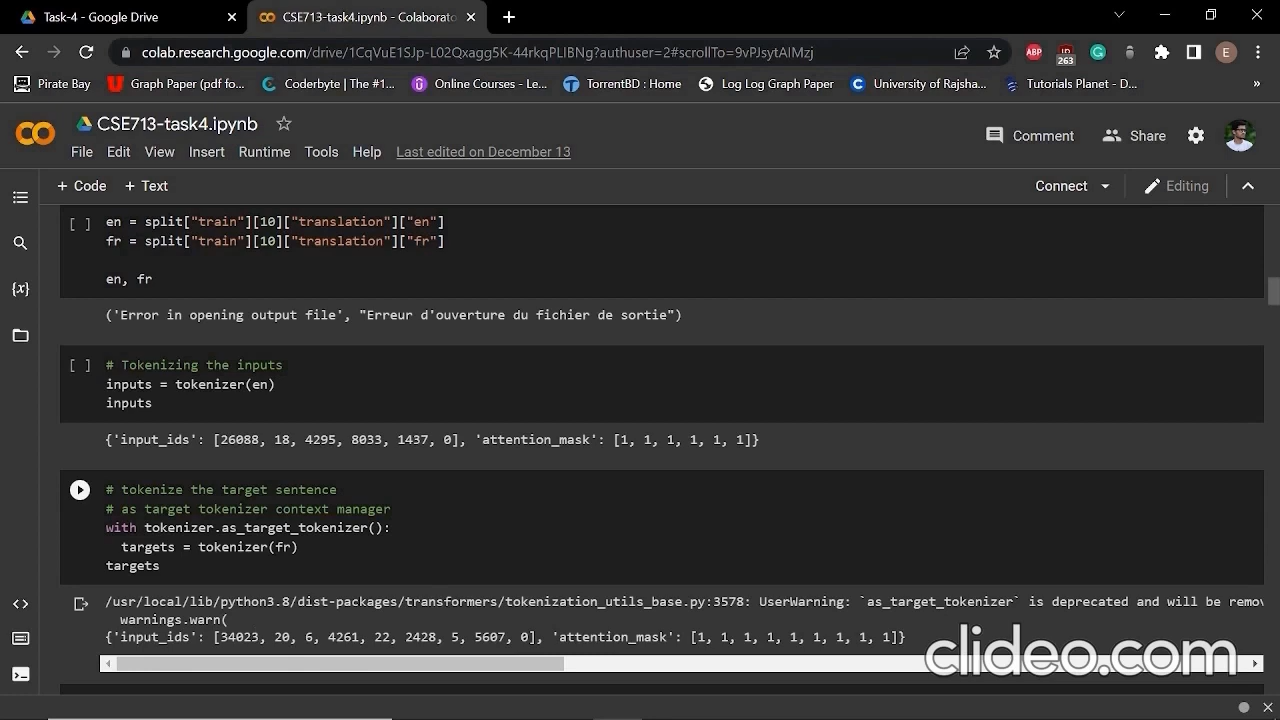 Task-4 - Google Drive
CSE713-task4.ipynb - Colaborato
colab.research.google.com/drive/1CqVuE1SJp-L02Qxagg5K-44rkqPLIBNg?authuser=2#scrollTo=9vPJsytAIMzj
ABP
263
E
Pirate Bay
Graph Paper (pdf fo...
Coderbyte | The #1...
Online Courses - Le...
TorrentBD : Home
Log Log Graph Paper
University of Rajsha...
Tutorials Planet - D...
»
CSE713-task4.ipynb
Comment
Share
File Edit View Insert Runtime Tools Help Last edited on December 13
+ Code + Text
Connect
Editing
[ ] en = split["train"][10]["translation"]["en"]
fr = split["train"][10]["translation"]["fr"]
en, fr
('Error in opening output file', "Erreur d'ouverture du fichier de sortie")
[ ] # Tokenizing the inputs
inputs = tokenizer(en)
inputs
{'input_ids': [26088, 18, 4295, 8033, 1437, 0], 'attention_mask': [1, 1, 1, 1, 1, 1]}
# tokenize the target sentence
# as target tokenizer context manager
with tokenizer.as_target_tokenizer():
targets = tokenizer(fr)
targets
/usr/local/lib/python3.8/dist-packages/transformers/tokenization_utils_base.py:3578: UserWarning: `as_target_tokenizer` is deprecated and will be remov
warnings.warn(
{'input_ids': [34023, 20, 6, 4261, 22, 2428, 5, 5607, 0], 'attention_mask': [1, 1, 1, 1, 1, 1, 1, 1, 1]}
clideo.com